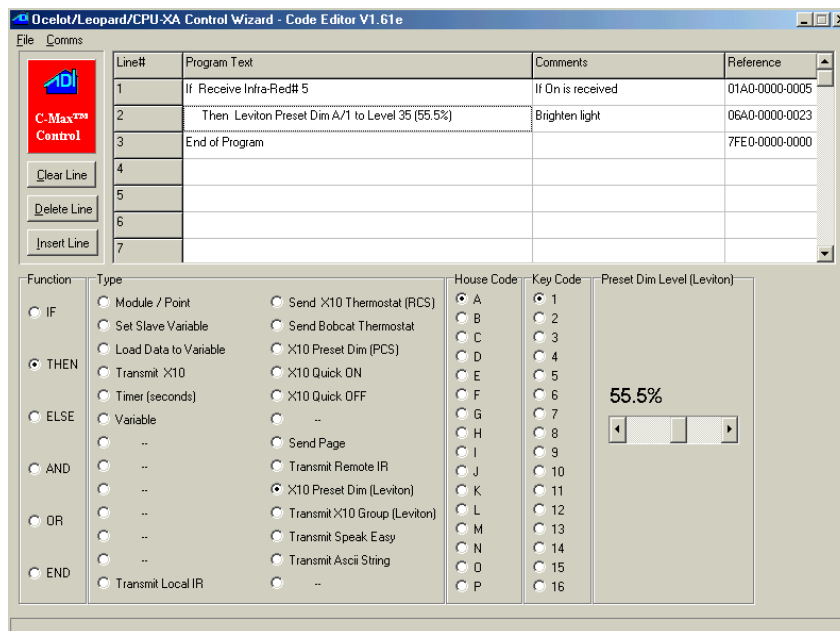 Ocelot/Leopard/CPU-XA Control Wizard - Code Editor V1.61e
File Comms
ADI
C-Max™
Control
Clear Line
Delete Line
Insert Line
Line# Program Text Comments Reference
1 If Receive Infra-Red# 5 If On is received 01A0-0000-0005
2 Then Leviton Preset Dim A/1 to Level 35 (55.5%) Brighten light 06A0-0000-0023
3 End of Program 7FE0-0000-0000
4
5
6
7
Function
IF
THEN
ELSE
AND
OR
END
Type
Module / Point
Set Slave Variable
Load Data to Variable
Transmit X10
Timer (seconds)
Variable
--
--
--
--
--
--
Transmit Local IR
Send X10 Thermostat (RCS)
Send Bobcat Thermostat
X10 Preset Dim (PCS)
X10 Quick ON
X10 Quick OFF
--
Send Page
Transmit Remote IR
X10 Preset Dim (Leviton)
Transmit X10 Group (Leviton)
Transmit Speak Easy
Transmit Ascii String
--
House Code
A
B
C
D
E
F
G
H
I
J
K
L
M
N
O
P
Key Code
1
2
3
4
5
6
7
8
9
10
11
12
13
14
15
16
Preset Dim Level (Leviton)
55.5%